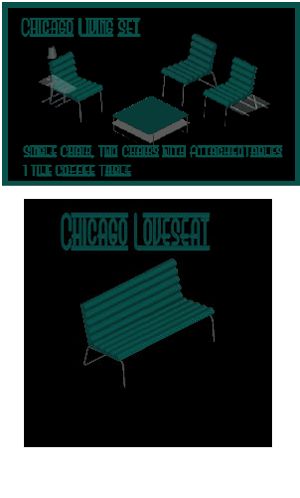 Chicago Living set
Single Chair, Two Chairs with Attached Tables
1 Tile Coffee Table
Chicago Loveseat